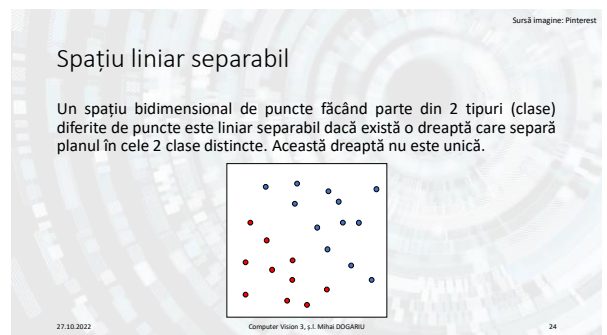 Sursă imagine: Pinterest
Spațiu liniar separabil
Un spațiu bidimensional de puncte făcând parte din 2 tipuri (clase)
diferite de puncte este liniar separabil dacă există o dreaptă care separă
planul în cele 2 clase distincte. Această dreaptă nu este unică.
27.10.2022
Computer Vision 3, ș.l. Mihai DOGARIU
24